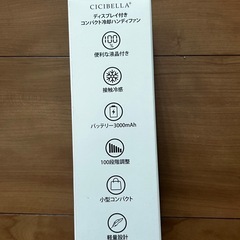 CICIBELLA®
ディスプレイ付き
コンパクト冷却ハンディファン
100
便利な液晶付き
接触冷感
バッテリー3000mAh
100段階調整
小型コンパクト
軽量設計